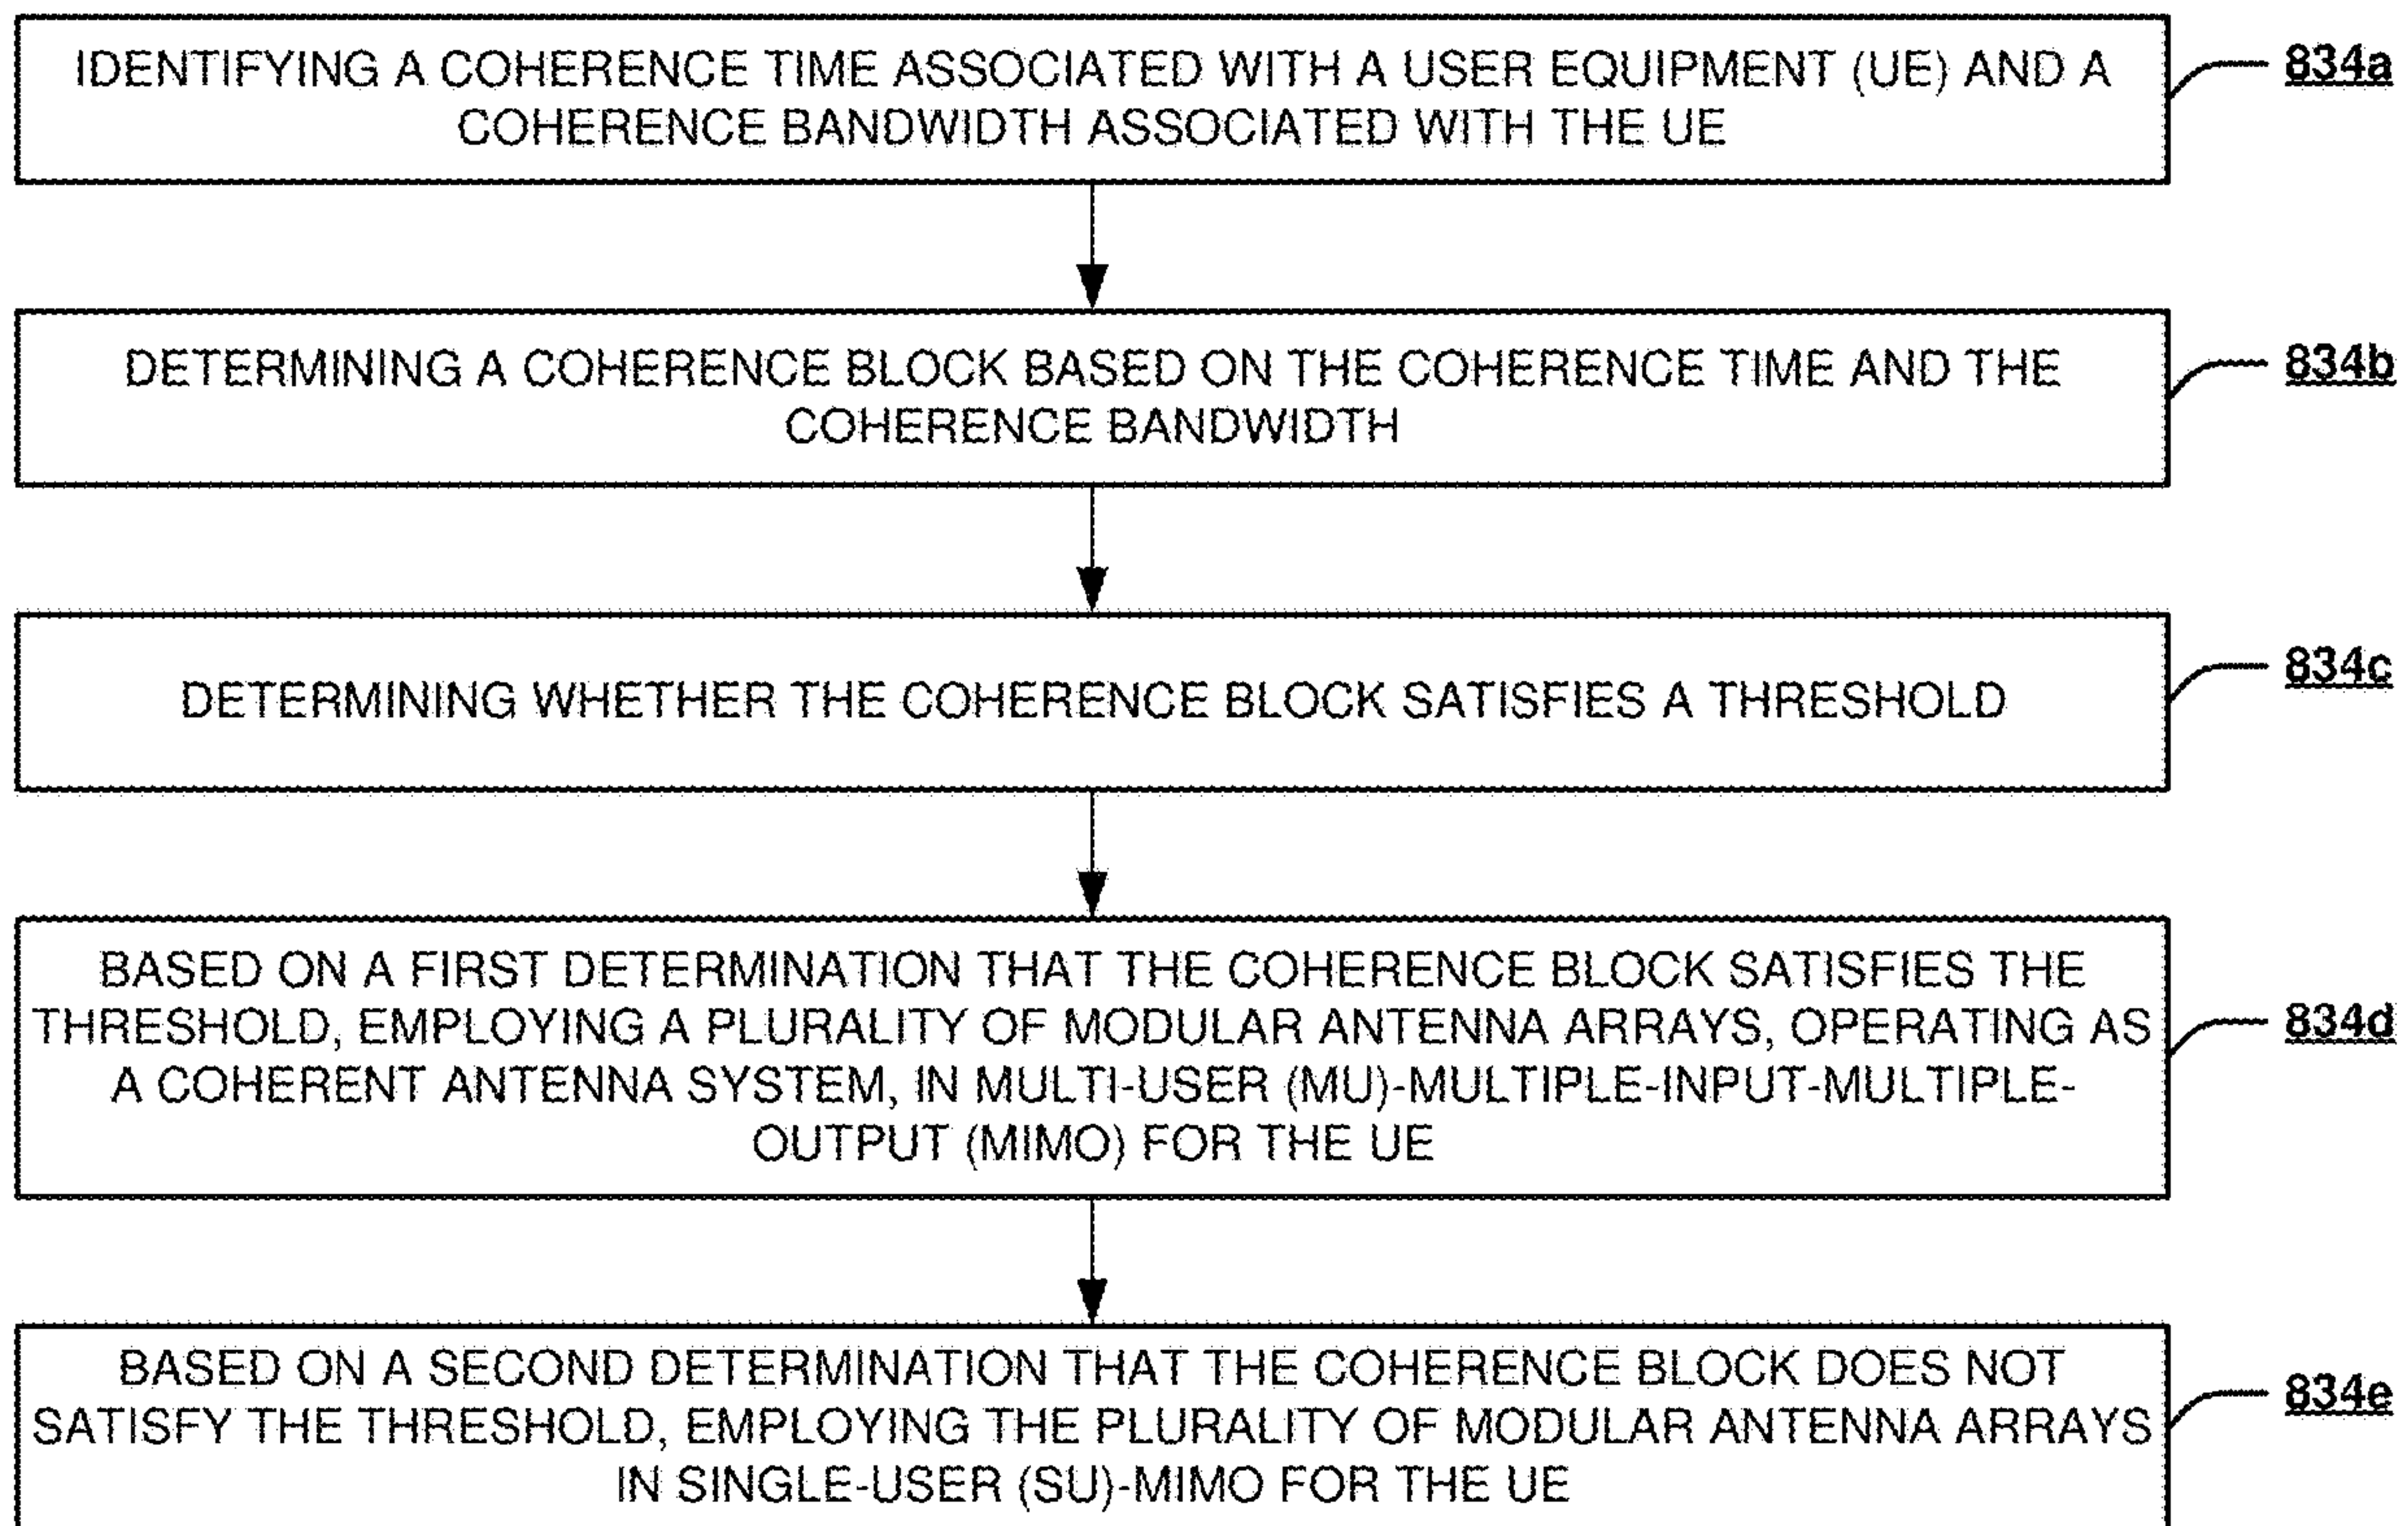 IDENTIFYING A COHERENCE TIME ASSOCIATED WITH A USER EQUIPMENT (UE) AND A
COHERENCE BANDWIDTH ASSOCIATED WITH THE UE
834a
DETERMINING A COHERENCE BLOCK BASED ON THE COHERENCE TIME AND THE
COHERENCE BANDWIDTH
834b
DETERMINING WHETHER THE COHERENCE BLOCK SATISFIES A THRESHOLD
834c
BASED ON A FIRST DETERMINATION THAT THE COHERENCE BLOCK SATISFIES THE
THRESHOLD, EMPLOYING A PLURALITY OF MODULAR ANTENNA ARRAYS, OPERATING AS
A COHERENT ANTENNA SYSTEM, IN MULTI-USER (MU)-MULTIPLE-INPUT-MULTIPLE-
OUTPUT (MIMO) FOR THE UE
834d
BASED ON A SECOND DETERMINATION THAT THE COHERENCE BLOCK DOES NOT
SATISFY THE THRESHOLD, EMPLOYING THE PLURALITY OF MODULAR ANTENNA ARRAYS
IN SINGLE-USER (SU)-MIMO FOR THE UE
834e